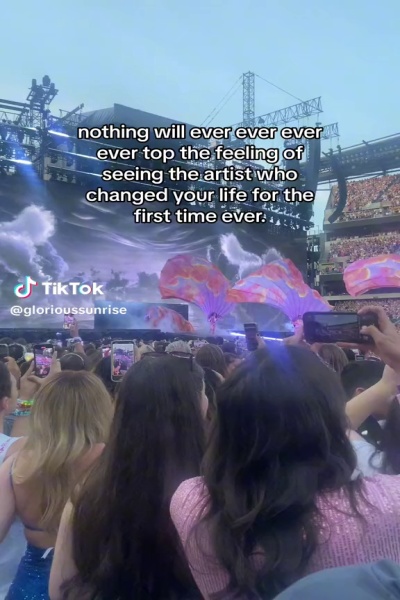 nothing will ever ever ever
ever top the feeling of
seeing the artist who
changed your life for the
first time ever.
TikTok
@glorioussunrise